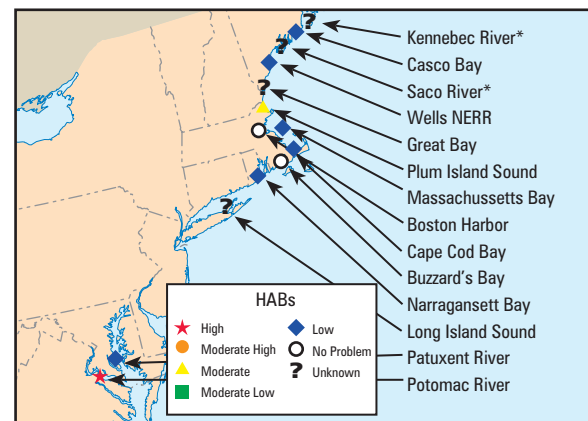 Kennebec River*
Casco Bay
Saco River*
Wells NERR
Great Bay
Plum Island Sound
Massachussetts Bay
Boston Harbor
Cape Cod Bay
Buzzard's Bay
Narragansett Bay
Long Island Sound
Patuxent River
Potomac River
HABs
High
Moderate High
Moderate
Moderate Low
Low
No Problem
? Unknown
?
?
?
?